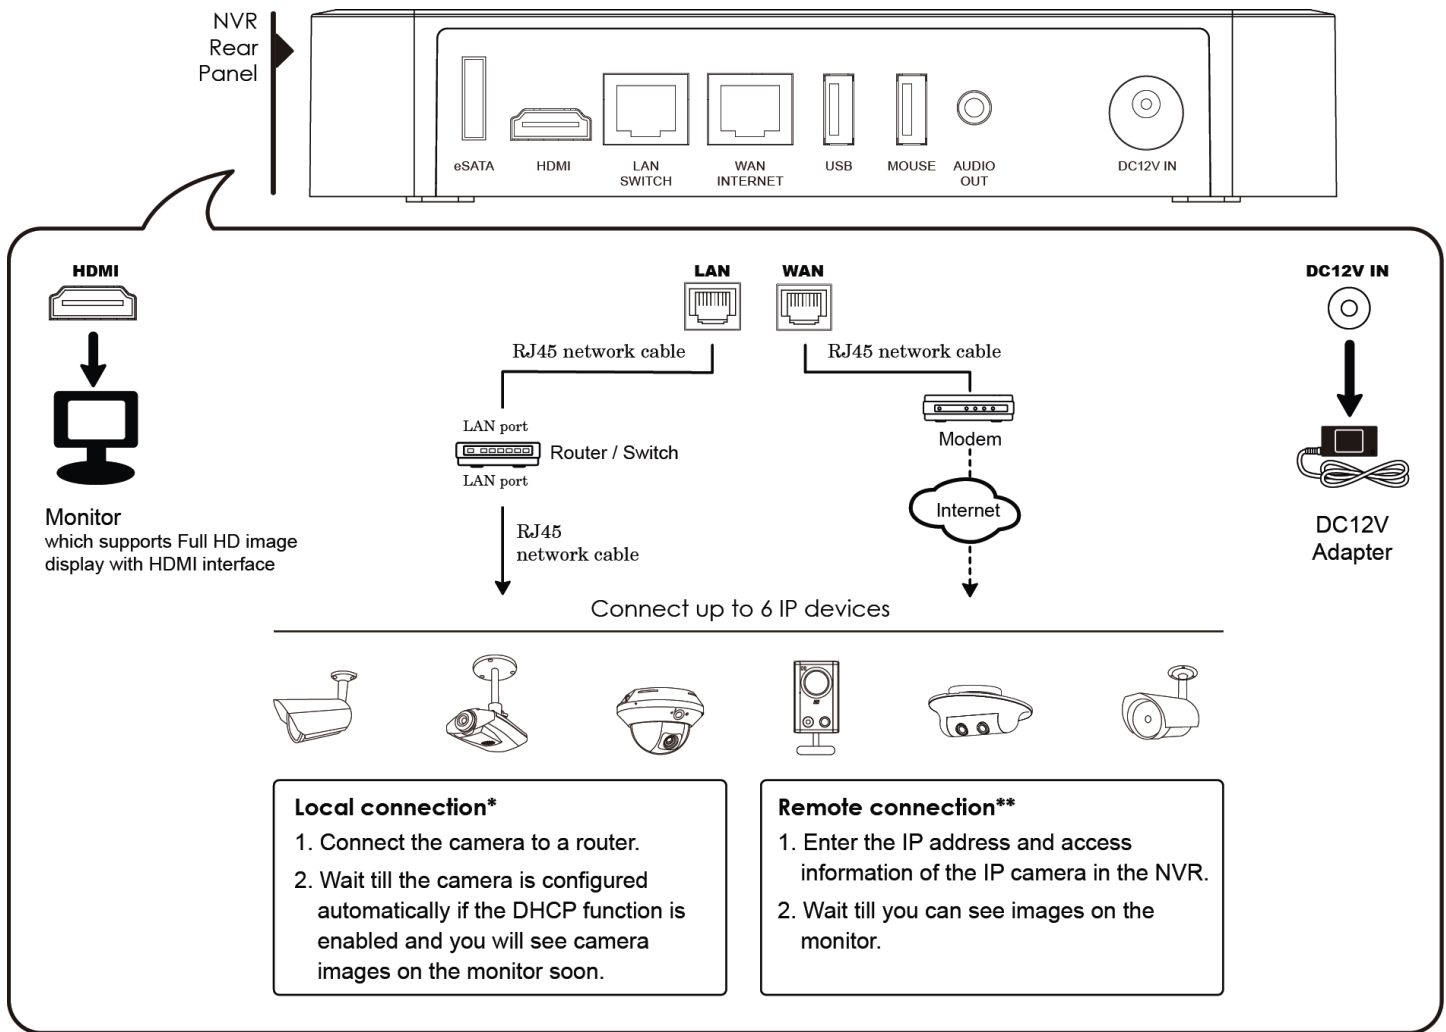 NVR
Rear
Panel
eSATA
HDMI
LAN
SWITCH
WAN
INTERNET
USB
MOUSE
AUDIO
OUT
DC12V IN
HDMI
Monitor
which supports Full HD image
display with HDMI interface
LAN
WAN
RJ45 network cable
RJ45 network cable
LAN port
Router / Switch
LAN port
RJ45
network cable
Modem
Internet
DC12V IN
DC12V
Adapter
Connect up to 6 IP devices
Local connection*
1. Connect the camera to a router.
2. Wait till the camera is configured
automatically if the DHCP function is
enabled and you will see camera
images on the monitor soon.
Remote connection**
1. Enter the IP address and access
information of the IP camera in the NVR.
2. Wait till you can see images on the
monitor.